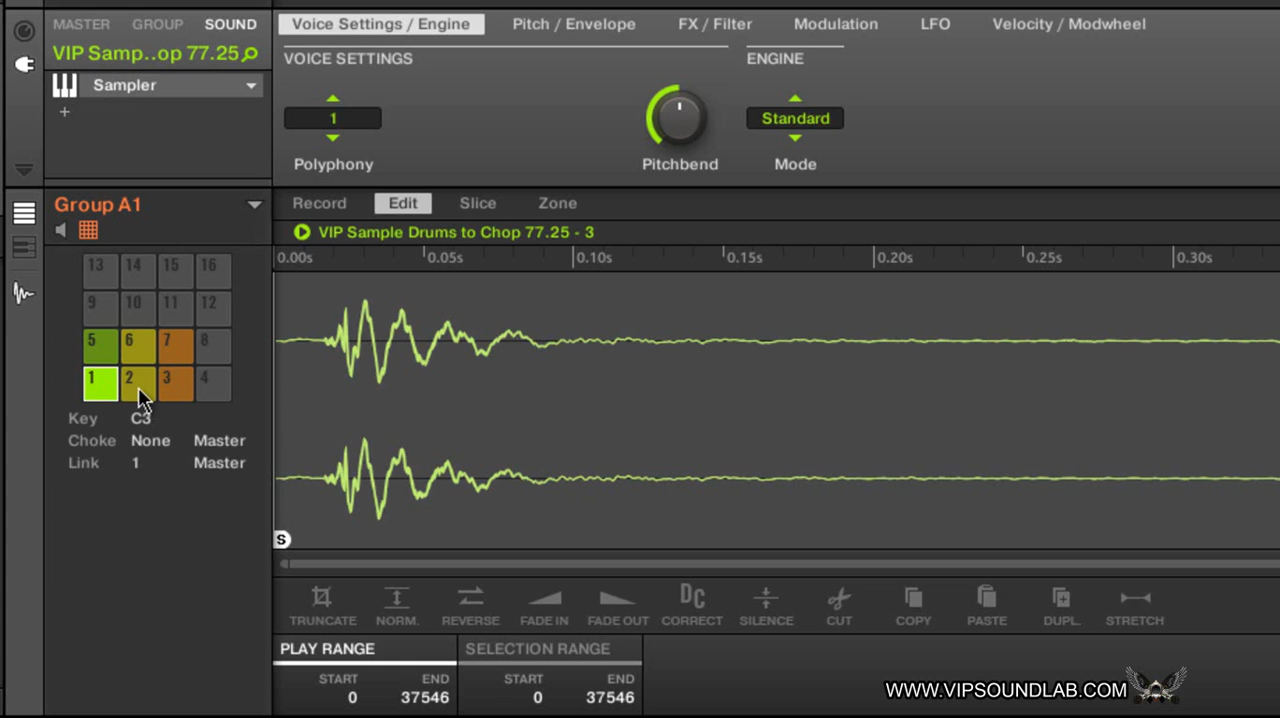 MASTER GROUP SOUND
VIP Samp..op 77.25
Sampler
+
Voice Settings / Engine Pitch / Envelope FX / Filter Modulation LFO Velocity / Modwheel
VOICE SETTINGS ENGINE
1 Standard
Polyphony Pitchbend Mode
Group A1
Record Edit Slice Zone
VIP Sample Drums to Chop 77.25 - 3
0.00s 0.05s 0.10s 0.15s 0.20s 0.25s 0.30s
13 14 15 16
9 10 11 12
5 6 7 8
1 2 3 4
Key C3
Choke None Master
Link 1 Master
S
DC
TRUNCATE NORM. REVERSE FADE IN FADE OUT CORRECT SILENCE CUT COPY PASTE DUPL. STRETCH
PLAY RANGE SELECTION RANGE
START END START END
0 37546 0 37546
WWW.VIPSOUNDLAB.COM